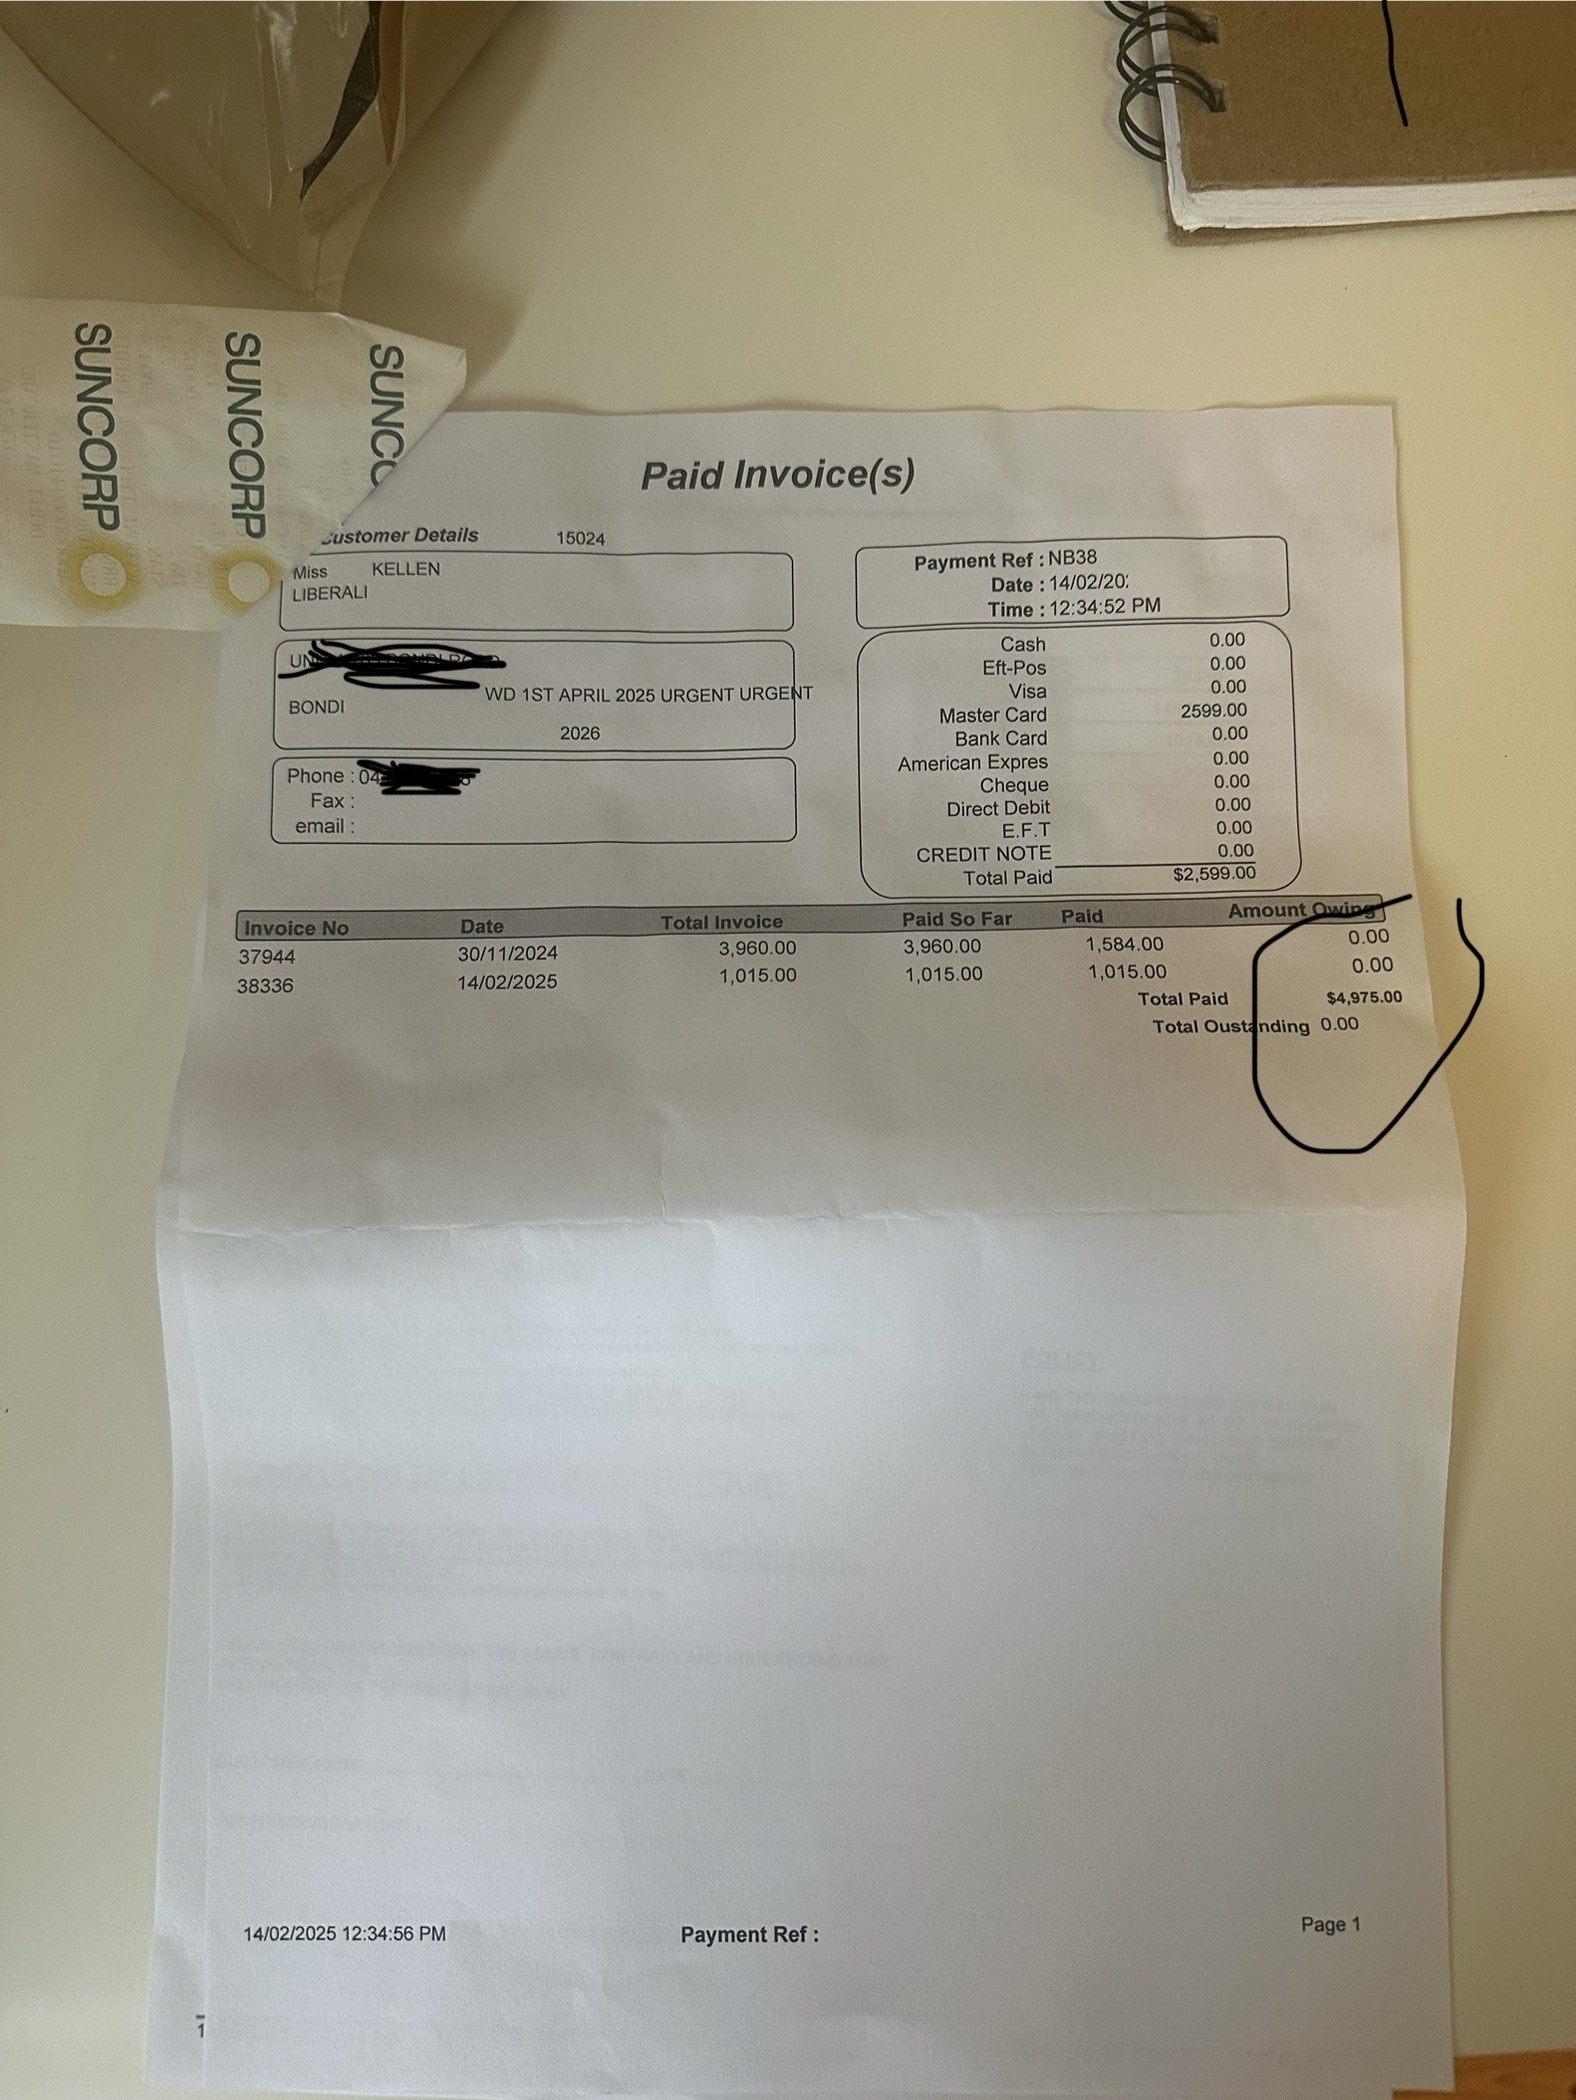 SUNCORP
SUNCORP
SUNCO
Paid Invoice(s)
Customer Details 15024
Miss KELLEN
LIBERALI
BONDI
WD 1ST APRIL 2025 URGENT URGENT
2026
Phone : 04
Fax :
email :
Payment Ref : NB38
Date : 14/02/20
Time : 12:34:52 PM
Cash 0.00
Eft-Pos 0.00
Visa 0.00
Master Card 2599.00
Bank Card 0.00
American Expres 0.00
Cheque 0.00
Direct Debit 0.00
E.F.T 0.00
CREDIT NOTE 0.00
Total Paid $2,599.00
Invoice No Date Total Invoice Paid So Far Paid Amount Owing
37944 30/11/2024 3,960.00 3,960.00 1,584.00 0.00
38336 14/02/2025 1,015.00 1,015.00 1,015.00 0.00
Total Paid $4,975.00
Total Oustanding 0.00
POLICY
14/02/2025 12:34:56 PM Payment Ref : Page 1
1